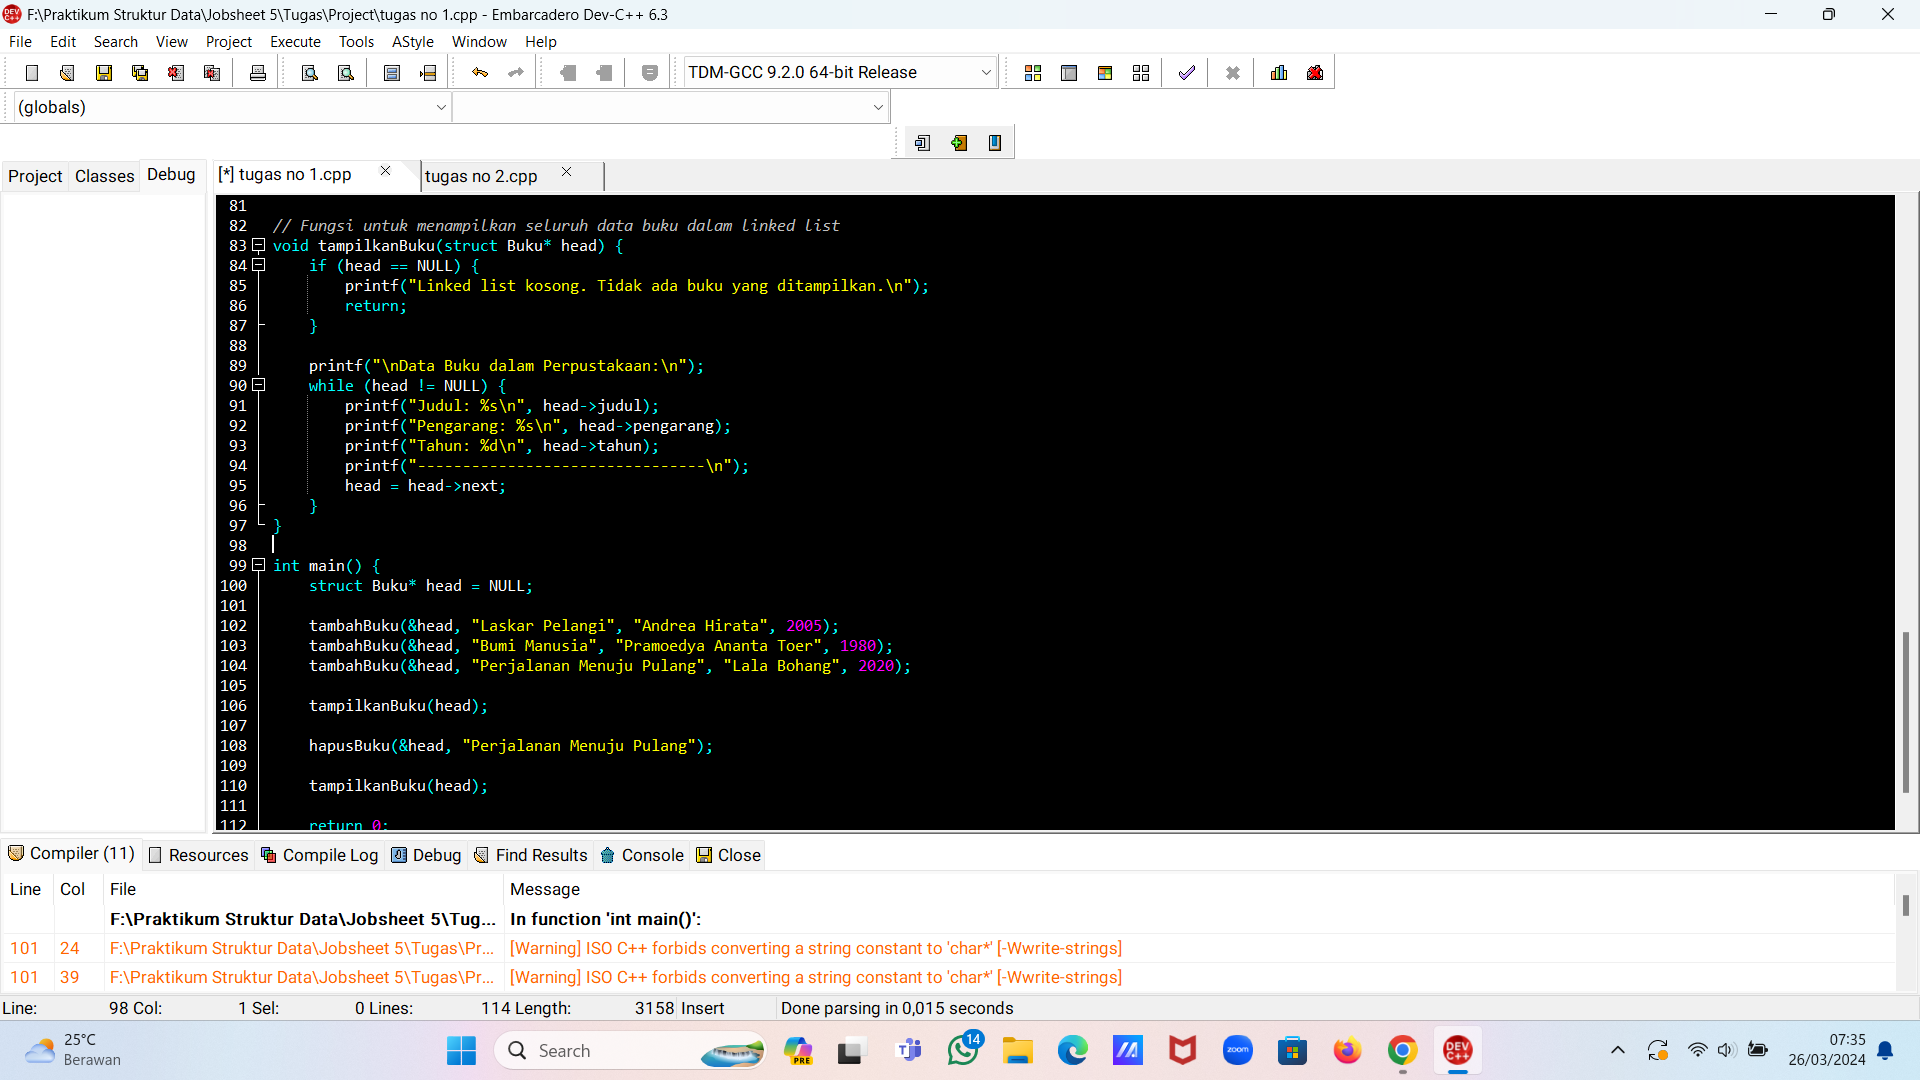 F:\Praktikum Struktur Data\Jobsheet 5\Tugas\Project\tugas no 1.cpp - Embarcadero Dev-C++ 6.3
File Edit Search View Project Execute Tools AStyle Window Help
TDM-GCC 9.2.0 64-bit Release
(globals)
Project Classes Debug [*] tugas no 1.cpp tugas no 2.cpp
81
82 // Fungsi untuk menampilkan seluruh data buku dalam linked list
83 void tampilkanBuku(struct Buku* head) {
84 if (head == NULL) {
85 printf("Linked list kosong. Tidak ada buku yang ditampilkan.\n");
86 return;
87 }
88
89 printf("\nData Buku dalam Perpustakaan:\n");
90 while (head != NULL) {
91 printf("Judul: %s\n", head->judul);
92 printf("Pengarang: %s\n", head->pengarang);
93 printf("Tahun: %d\n", head->tahun);
94 printf("--------------------------------\n");
95 head = head->next;
96 }
97 }
98
99 int main() {
100 struct Buku* head = NULL;
101
102 tambahBuku(&head, "Laskar Pelangi", "Andrea Hirata", 2005);
103 tambahBuku(&head, "Bumi Manusia", "Pramoedya Ananta Toer", 1980);
104 tambahBuku(&head, "Perjalanan Menuju Pulang", "Lala Bohang", 2020);
105
106 tampilkanBuku(head);
107
108 hapusBuku(&head, "Perjalanan Menuju Pulang");
109
110 tampilkanBuku(head);
111
112 return 0;
Compiler (11) Resources Compile Log Debug Find Results Console Close
Line Col File Message
F:\Praktikum Struktur Data\Jobsheet 5\Tug... In function 'int main()':
101 24 F:\Praktikum Struktur Data\Jobsheet 5\Tugas\Pr... [Warning] ISO C++ forbids converting a string constant to 'char*' [-Wwrite-strings]
101 39 F:\Praktikum Struktur Data\Jobsheet 5\Tugas\Pr... [Warning] ISO C++ forbids converting a string constant to 'char*' [-Wwrite-strings]
Line: 98 Col: 1 Sel: 0 Lines: 114 Length: 3158 Insert Done parsing in 0,015 seconds
25°C
Berawan
Search
PRE
14
zoom
DEV
C++
07:35
26/03/2024